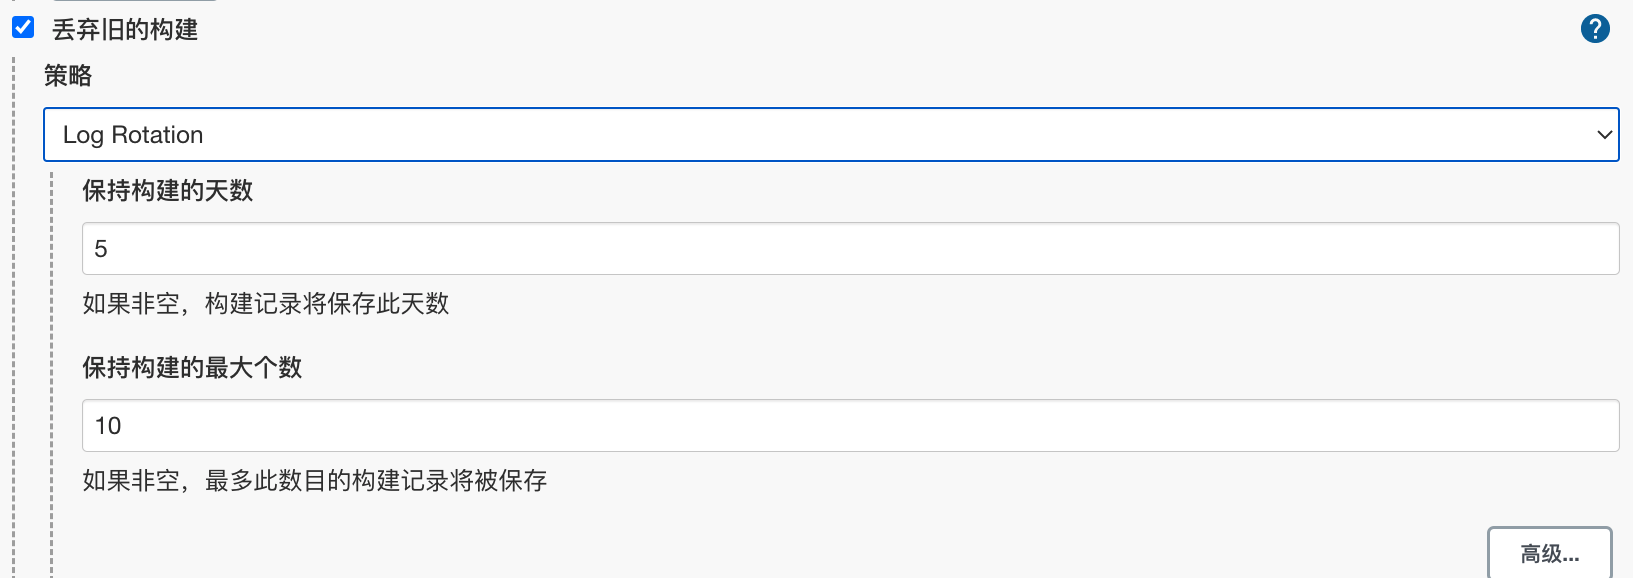 丢弃旧的构建
?
策略
Log Rotation
保持构建的天数
5
如果非空，构建记录将保存此天数
保持构建的最大个数
10
如果非空，最多此数目的构建记录将被保存
高级...